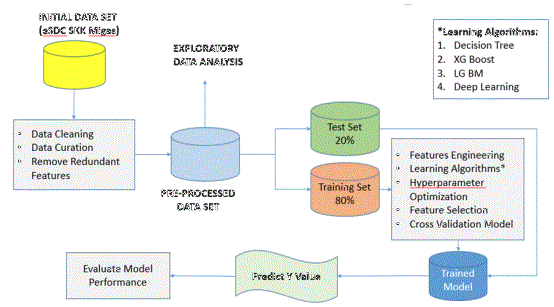 INITIAL DATA SET
(eSDC SKK Migas)
EXPLORATORY
DATA ANALYSIS
*Learning Algorithms:
1. Decision Tree
2. XG Boost
3. LG BM
4. Deep Learning
• Data Cleaning
• Data Curation
• Remove Redundant
Features
PRE-PROCESSED
DATA SET
Test Set
20%
Training Set
80%
• Features Engineering
• Learning Algorithms*
• Hyperparameter
Optimization
• Feature Selection
• Cross Validation Model
Evaluate Model
Performance
Predict Y Value
Trained
Model